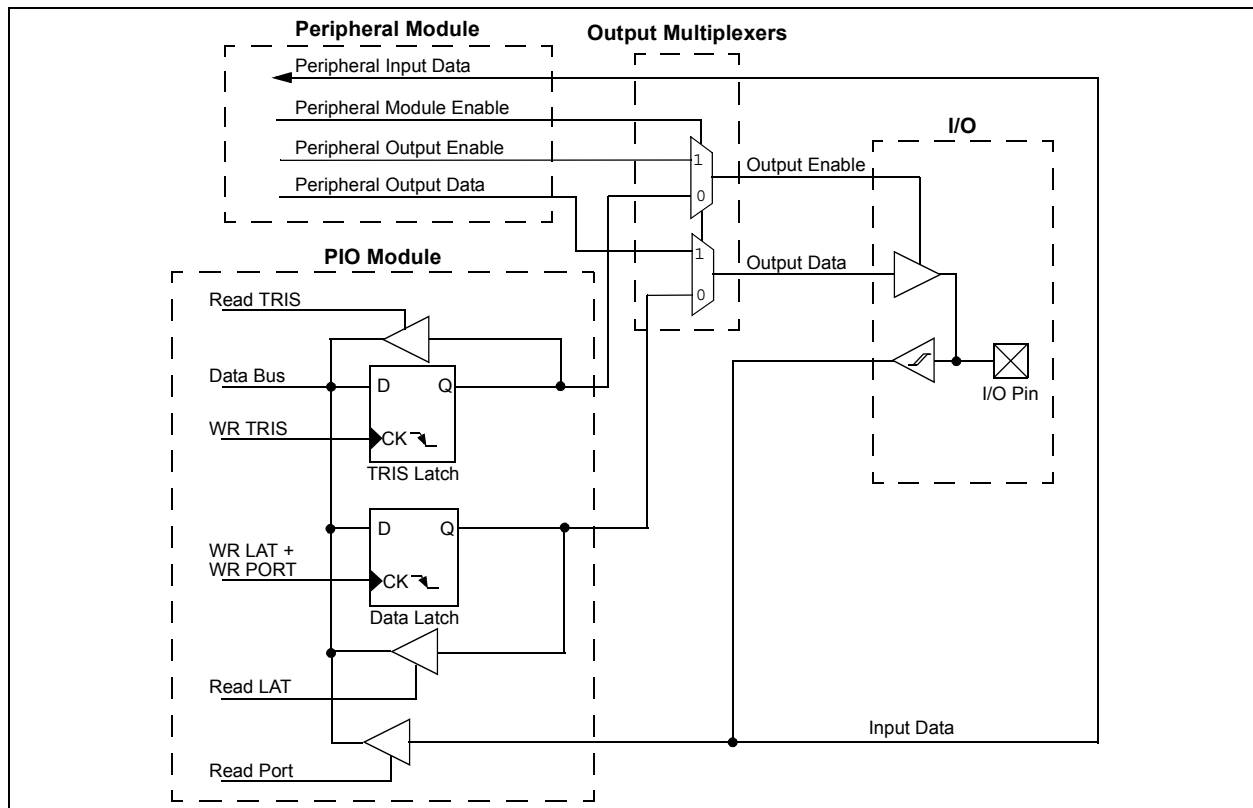 Peripheral Module
Output Multiplexers
Peripheral Input Data
Peripheral Module Enable
Peripheral Output Enable
Peripheral Output Data
1
0
1
0
Output Enable
Output Data
I/O
I/O Pin
PIO Module
Read TRIS
Data Bus
D
Q
WR TRIS
CK
TRIS Latch
D
Q
WR LAT +
WR PORT
CK
Data Latch
Read LAT
Input Data
Read Port